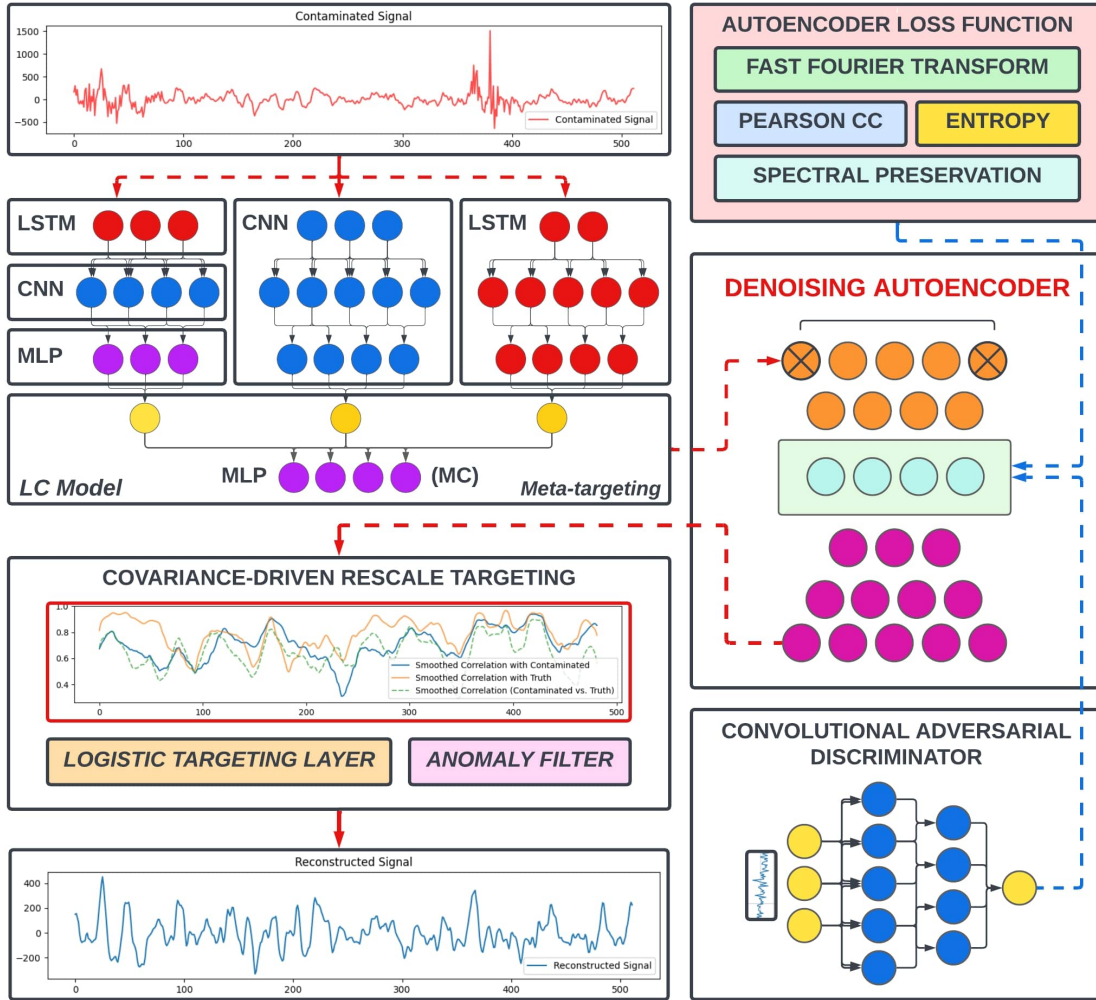 Contaminated Signal
1500
1000
500
0
−500
Contaminated Signal
0
100
200
300
400
500
LSTM
CNN
MLP
CNN
LSTM
LC Model
MLP
(MC)
Meta-targeting
COVARIANCE-DRIVEN RESCALE TARGETING
1.0
0.8
0.6
0.4
Smoothed Correlation with Contaminated
Smoothed Correlation with Truth
Smoothed Correlation (Contaminated vs. Truth)
0
100
200
300
400
500
LOGISTIC TARGETING LAYER
ANOMALY FILTER
Reconstructed Signal
400
200
0
−200
Reconstructed Signal
0
100
200
300
400
500
AUTOENCODER LOSS FUNCTION
FAST FOURIER TRANSFORM
PEARSON CC
ENTROPY
SPECTRAL PRESERVATION
DENOISING AUTOENCODER
CONVOLUTIONAL ADVERSARIAL
DISCRIMINATOR